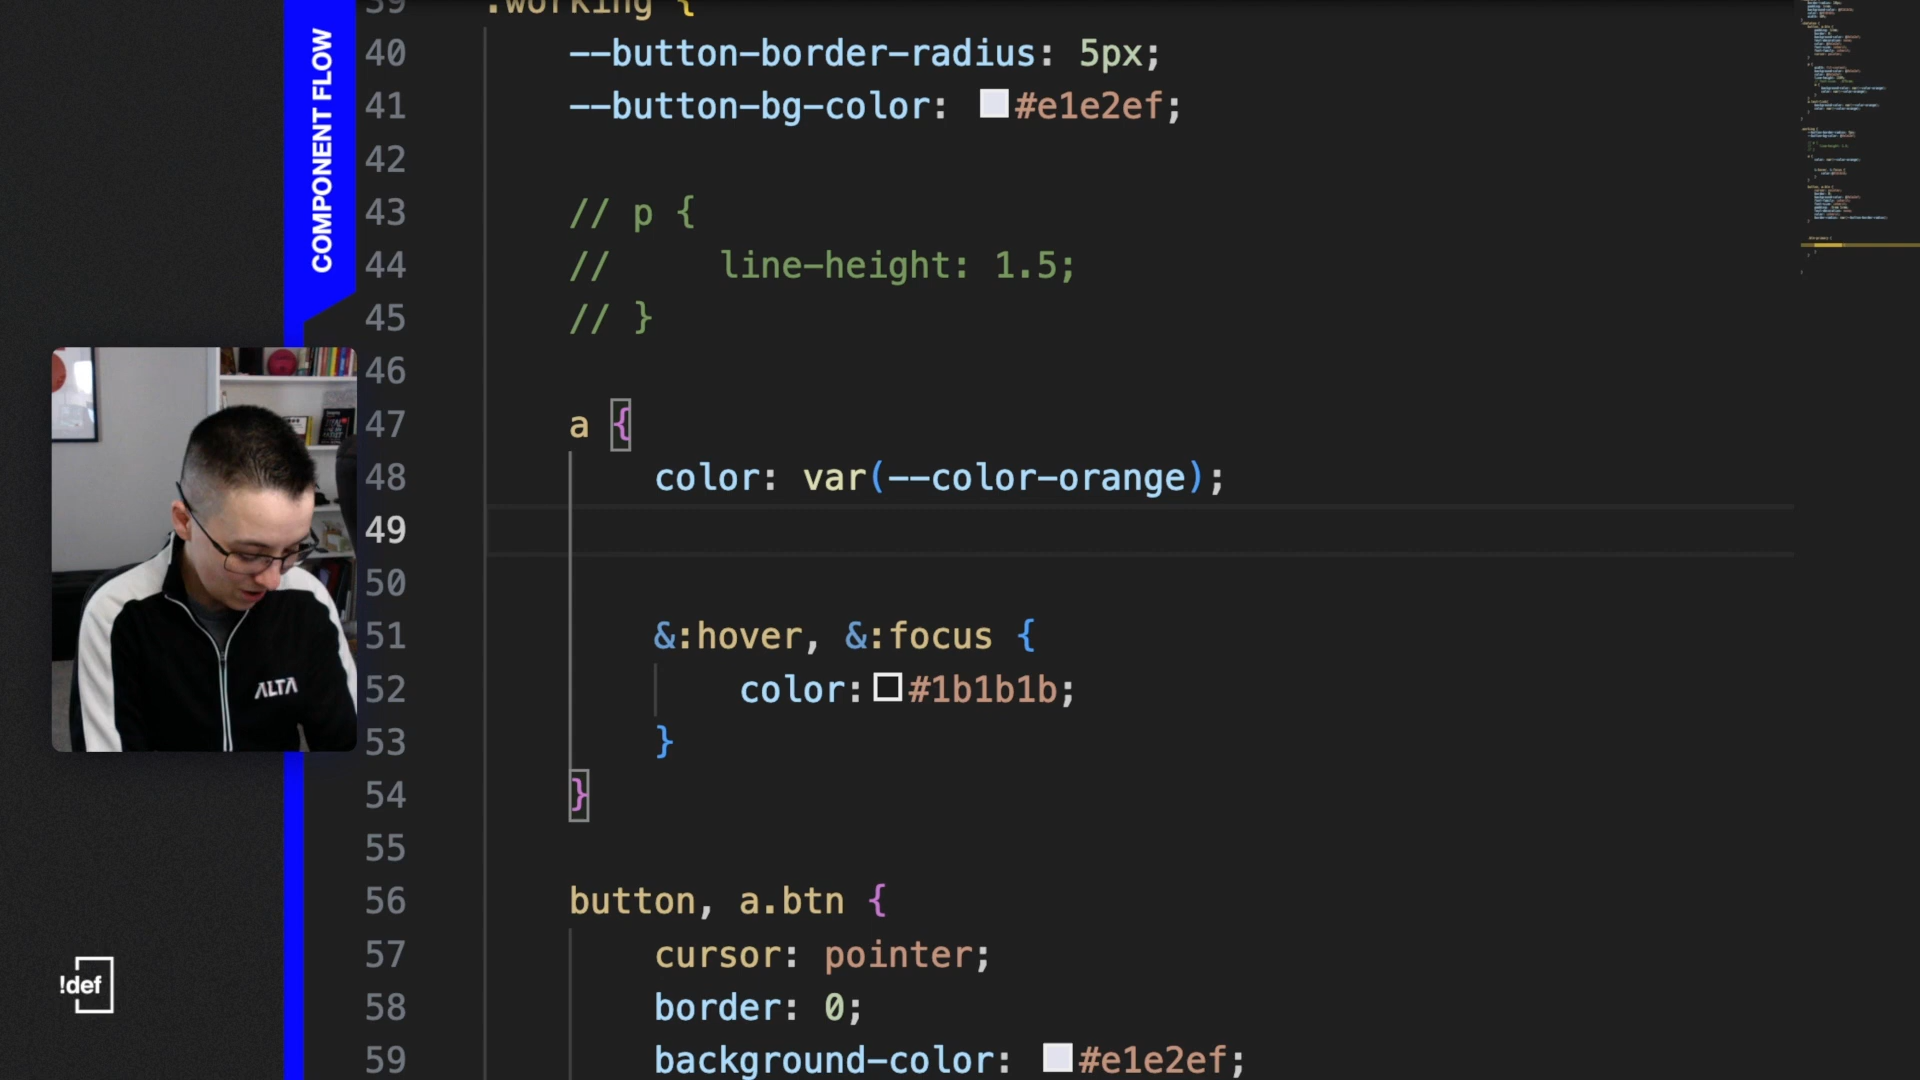 COMPONENT FLOW
39 .working {
40 --button-border-radius: 5px;
41 --button-bg-color: #e1e2ef;
42
43 // p {
44 // line-height: 1.5;
45 // }
46
47 a {
48 color: var(--color-orange);
49
50
51 &:hover, &:focus {
52 color: #1b1b1b;
53 }
54 }
55
56 button, a.btn {
57 cursor: pointer;
58 border: 0;
59 background-color: #e1e2ef;
ALTA
!def